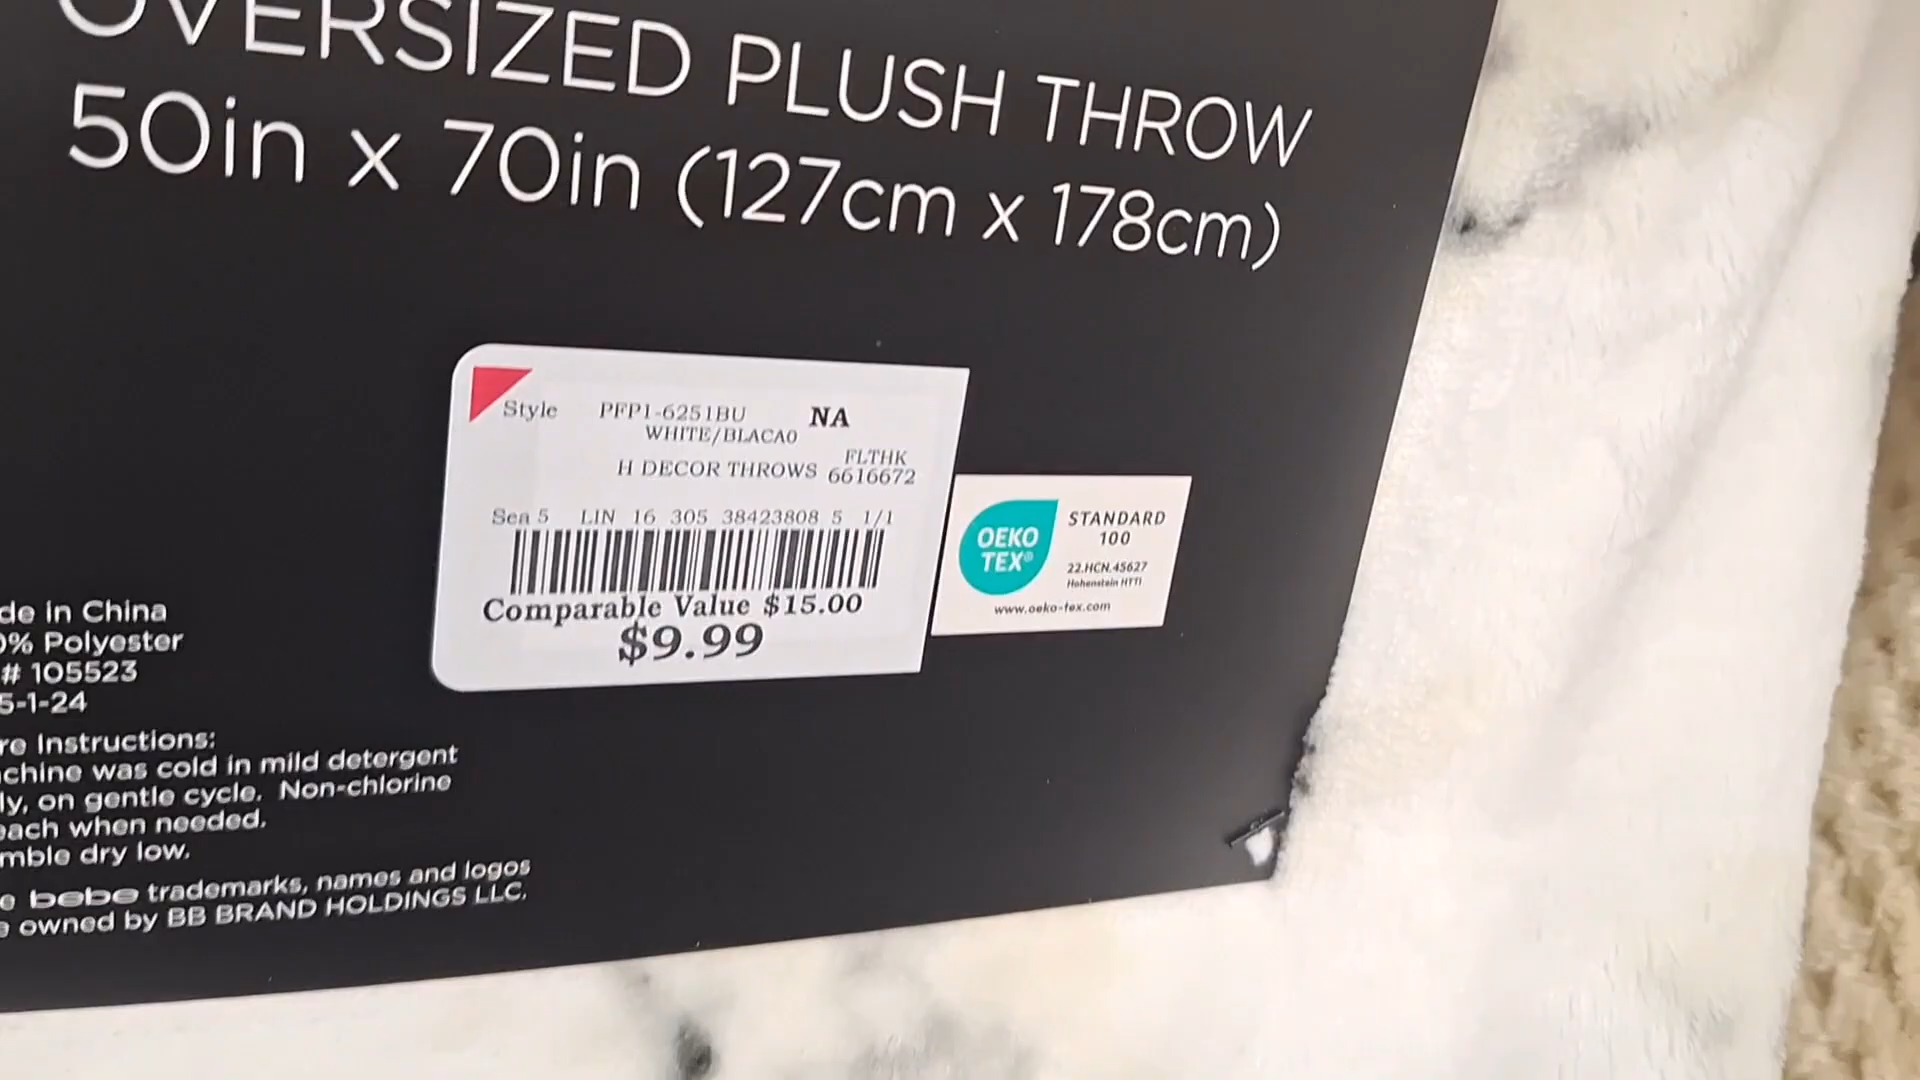 OVERSIZED PLUSH THROW
50in x 70in (127cm x 178cm)
Style PFP1-6251BU NA
WHITE/BLACA0
FLTHK
H DECOR THROWS 6616672
Sea 5 LIN 16 305 38423808 5 1/1
Comparable Value $15.00
$9.99
OEKO
TEX®
STANDARD
100
22.HCN.45627
Hohenstein HTTI
www.oeko-tex.com
de in China
0% Polyester
# 105523
5-1-24
re Instructions:
achine was cold in mild detergent
ly, on gentle cycle. Non-chlorine
each when needed.
mble dry low.
e bebe trademarks, names and logos
e owned by BB BRAND HOLDINGS LLC.